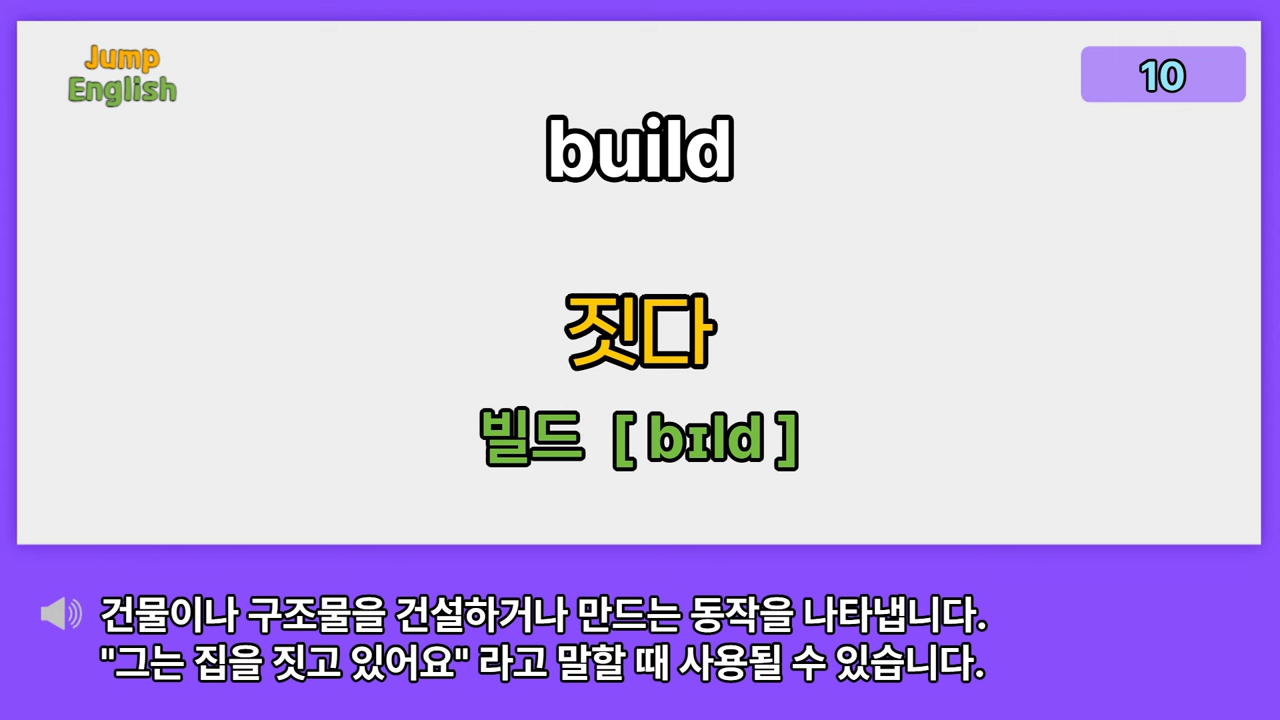 Jump
English
10
build
짓다
빌드 [ bɪld ]
건물이나 구조물을 건설하거나 만드는 동작을 나타냅니다.
"그는 집을 짓고 있어요" 라고 말할 때 사용될 수 있습니다.